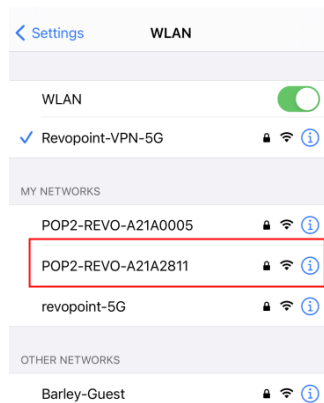 Settings WLAN
WLAN
Revopoint-VPN-5G
MY NETWORKS
POP2-REVO-A21A0005
POP2-REVO-A21A2811
revopoint-5G
OTHER NETWORKS
Barley-Guest